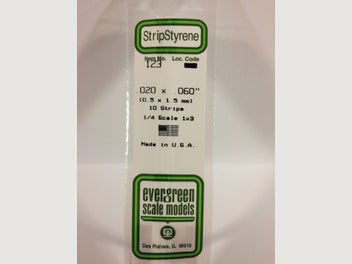 StripStyrene
Item No. Loc. Code
123
.020 x .060"
(0.5 x 1.5 mm)
10 Strips
1/4 Scale 1x3
Made in U.S.A.
evergreen
scale models
Des Plaines, IL 60018